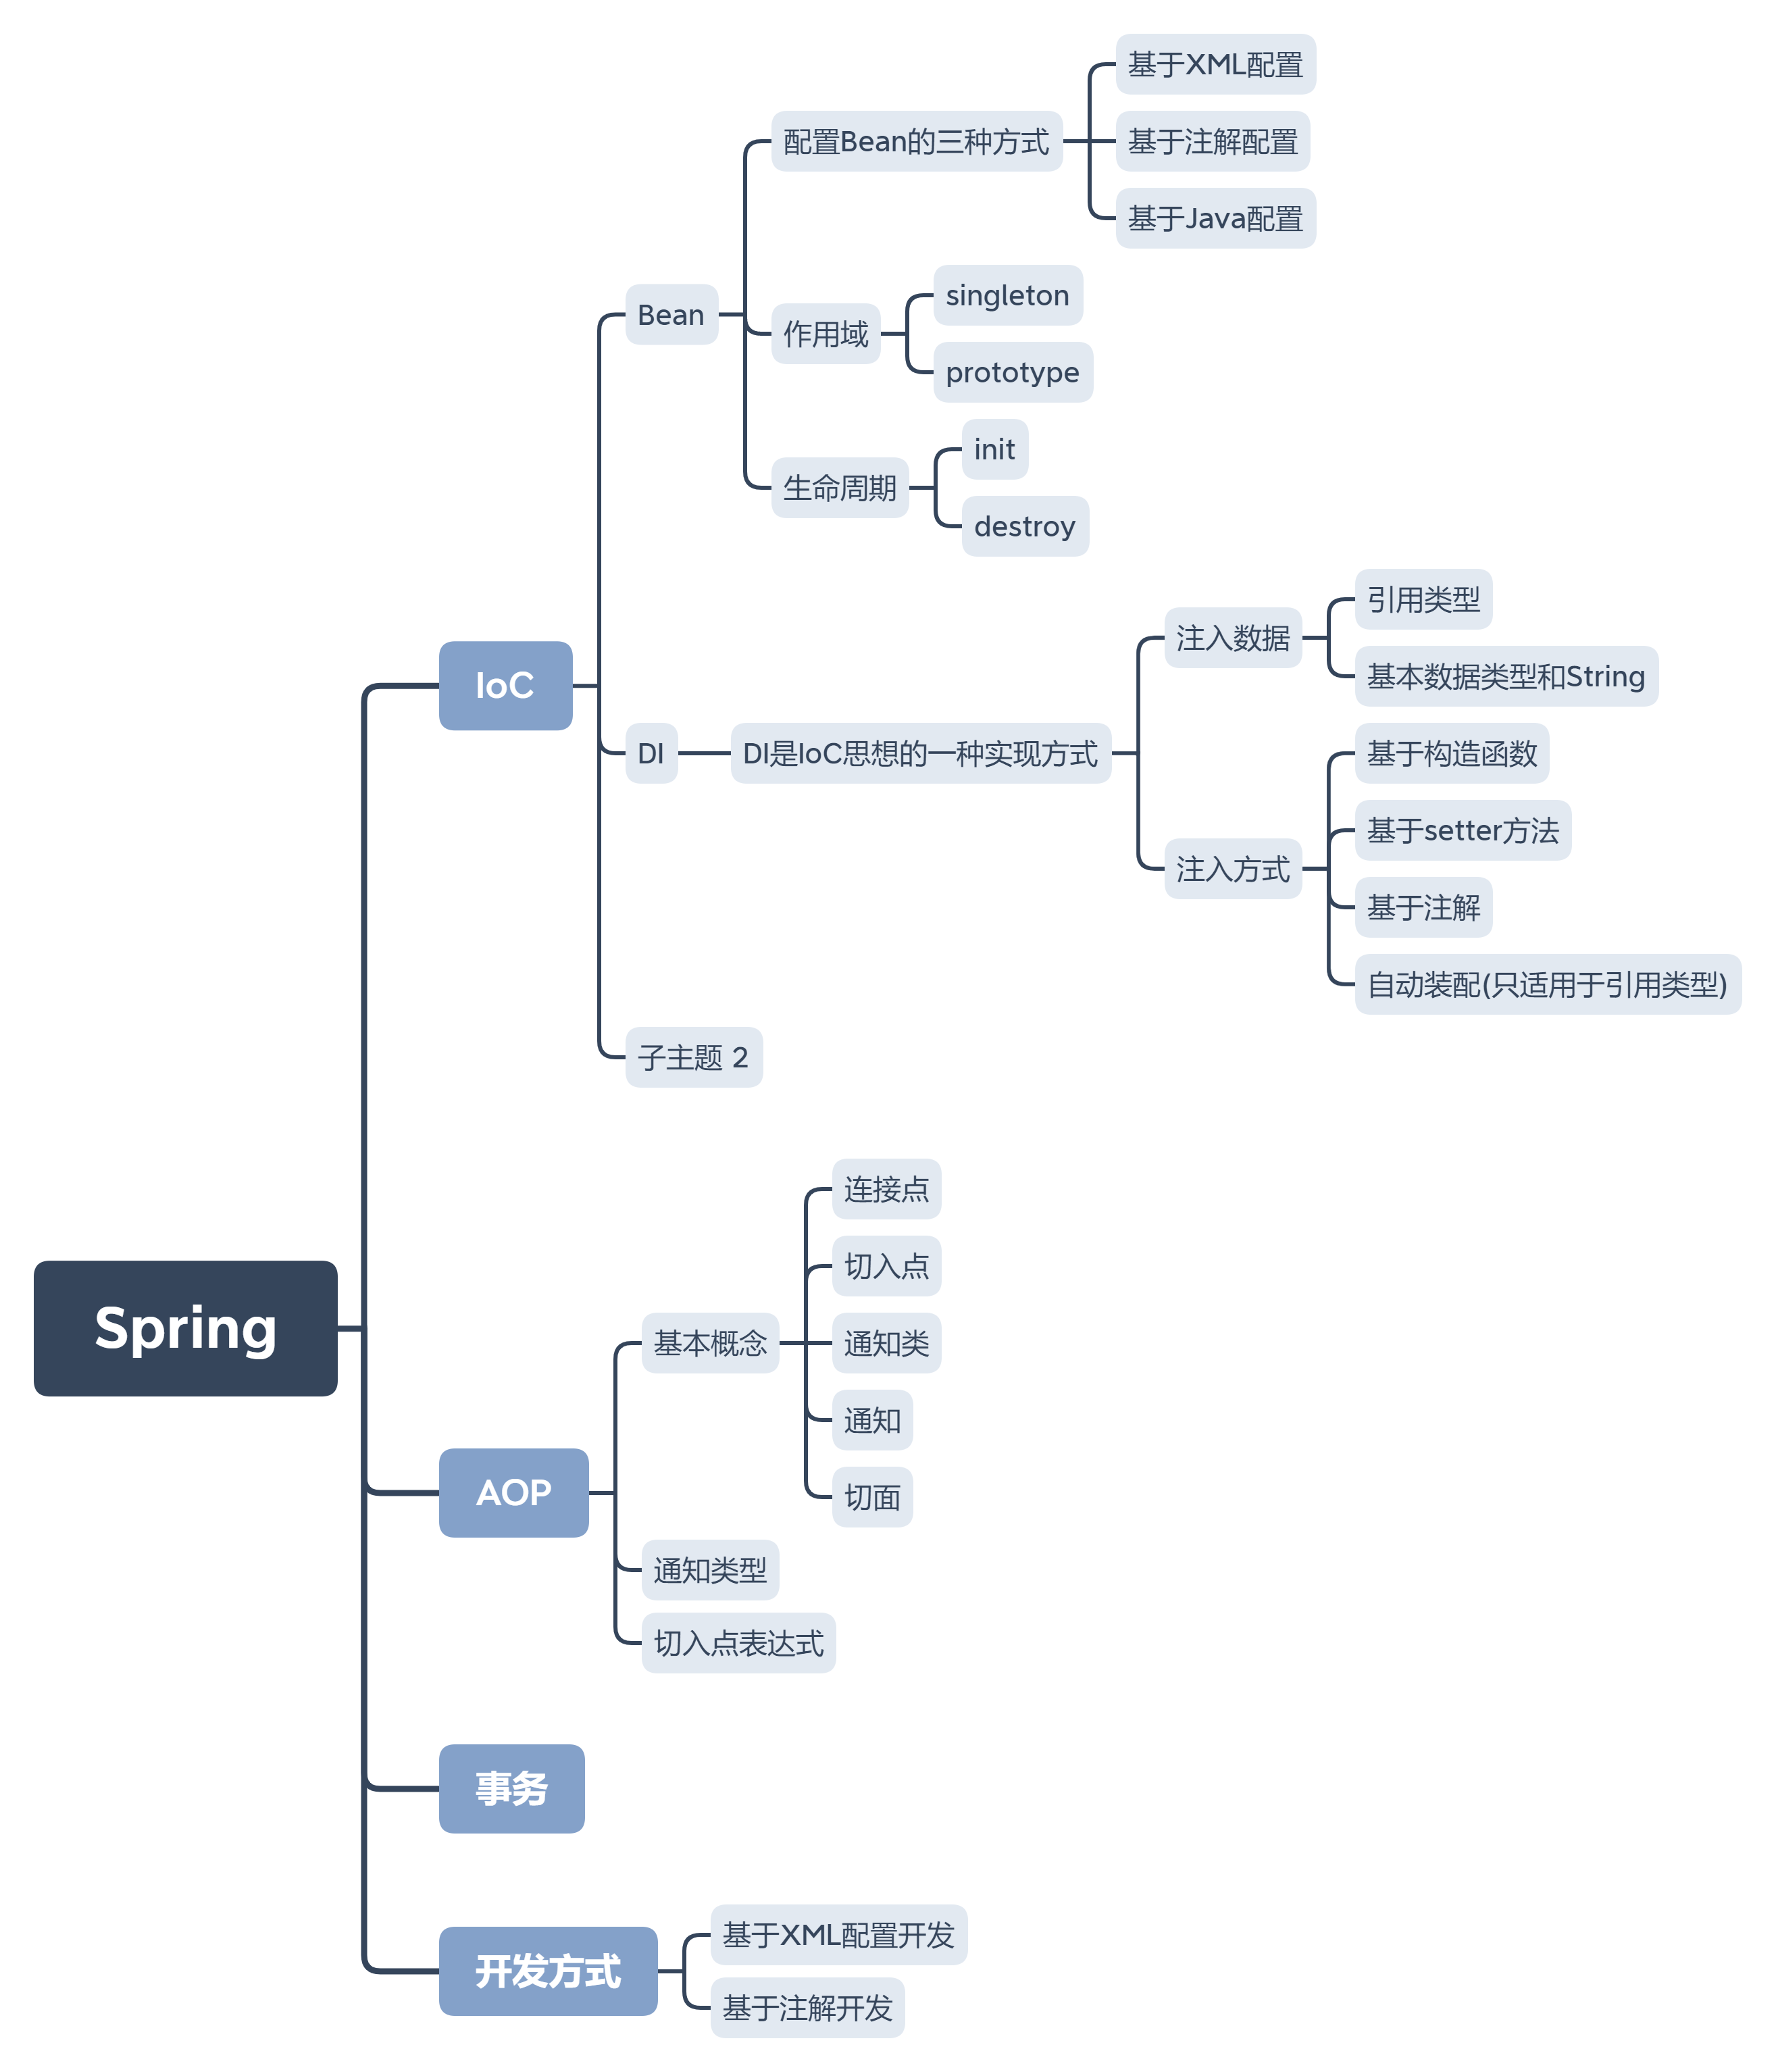 Spring
IoC
Bean
配置Bean的三种方式
基于XML配置
基于注解配置
基于Java配置
作用域
singleton
prototype
生命周期
init
destroy
DI
DI是IoC思想的一种实现方式
注入数据
引用类型
基本数据类型和String
注入方式
基于构造函数
基于setter方法
基于注解
自动装配(只适用于引用类型)
子主题 2
AOP
基本概念
连接点
切入点
通知类
通知
切面
通知类型
切入点表达式
事务
开发方式
基于XML配置开发
基于注解开发